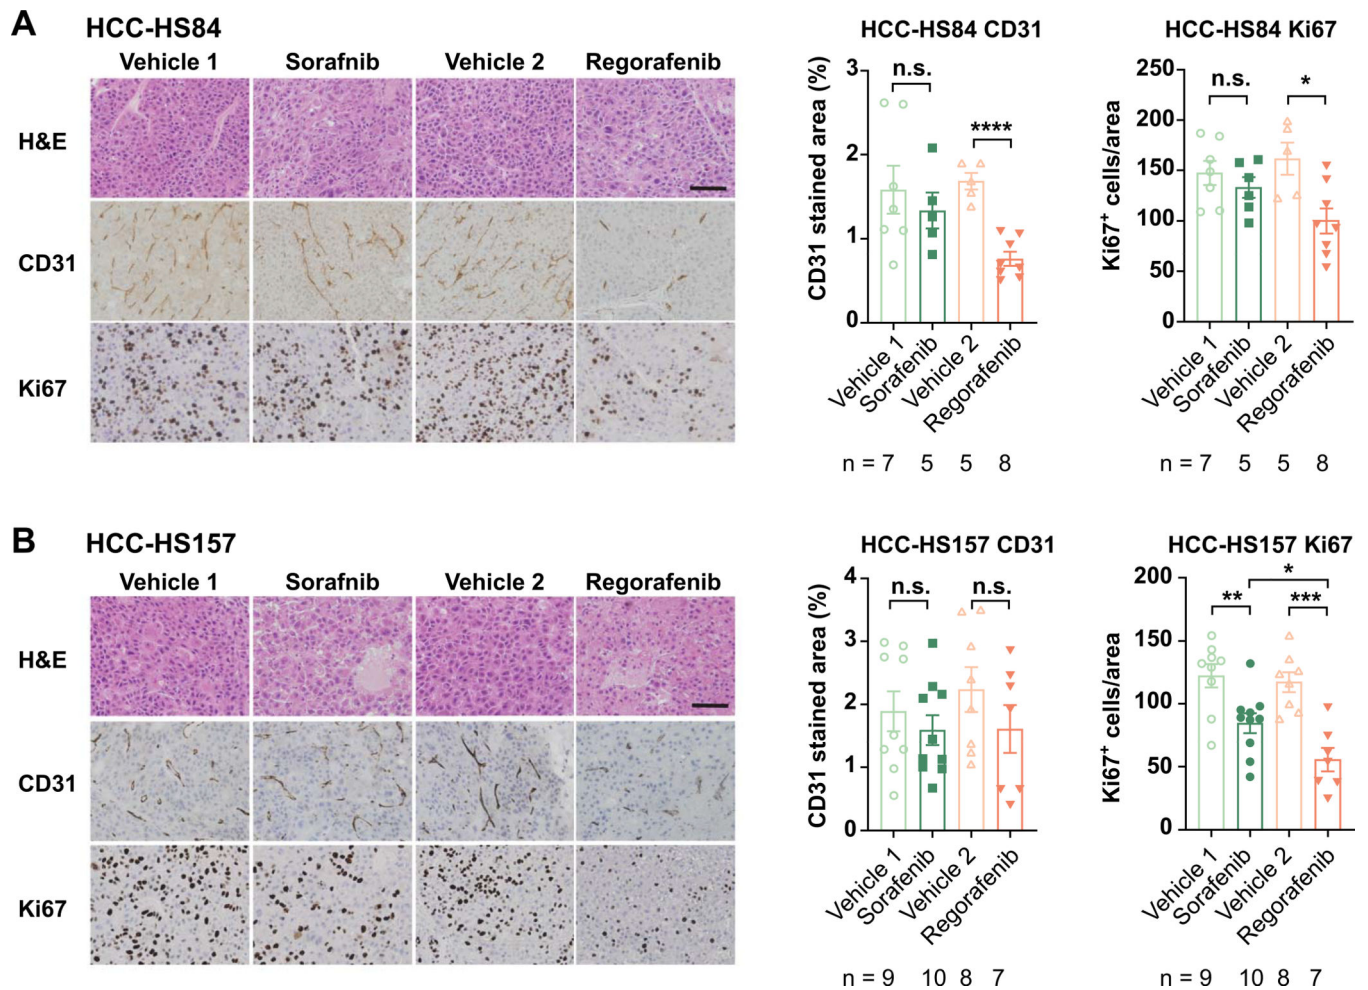 A HCC-HS84
Vehicle 1 Sorafnib Vehicle 2 Regorafenib
H&E
CD31
Ki67
HCC-HS84 CD31
CD31 stained area (%)
3
2
1
0
n.s.
****
Vehicle 1
Sorafenib
Vehicle 2
Regorafenib
n = 7 5 5 8
HCC-HS84 Ki67
Ki67+ cells/area
250
200
150
100
50
0
n.s.
*
Vehicle 1
Sorafenib
Vehicle 2
Regorafenib
n = 7 5 5 8
B HCC-HS157
Vehicle 1 Sorafnib Vehicle 2 Regorafenib
H&E
CD31
Ki67
HCC-HS157 CD31
CD31 stained area (%)
4
3
2
1
0
n.s.
n.s.
Vehicle 1
Sorafenib
Vehicle 2
Regorafenib
n = 9 10 8 7
HCC-HS157 Ki67
Ki67+ cells/area
200
150
100
50
0
*
**
***
Vehicle 1
Sorafenib
Vehicle 2
Regorafenib
n = 9 10 8 7